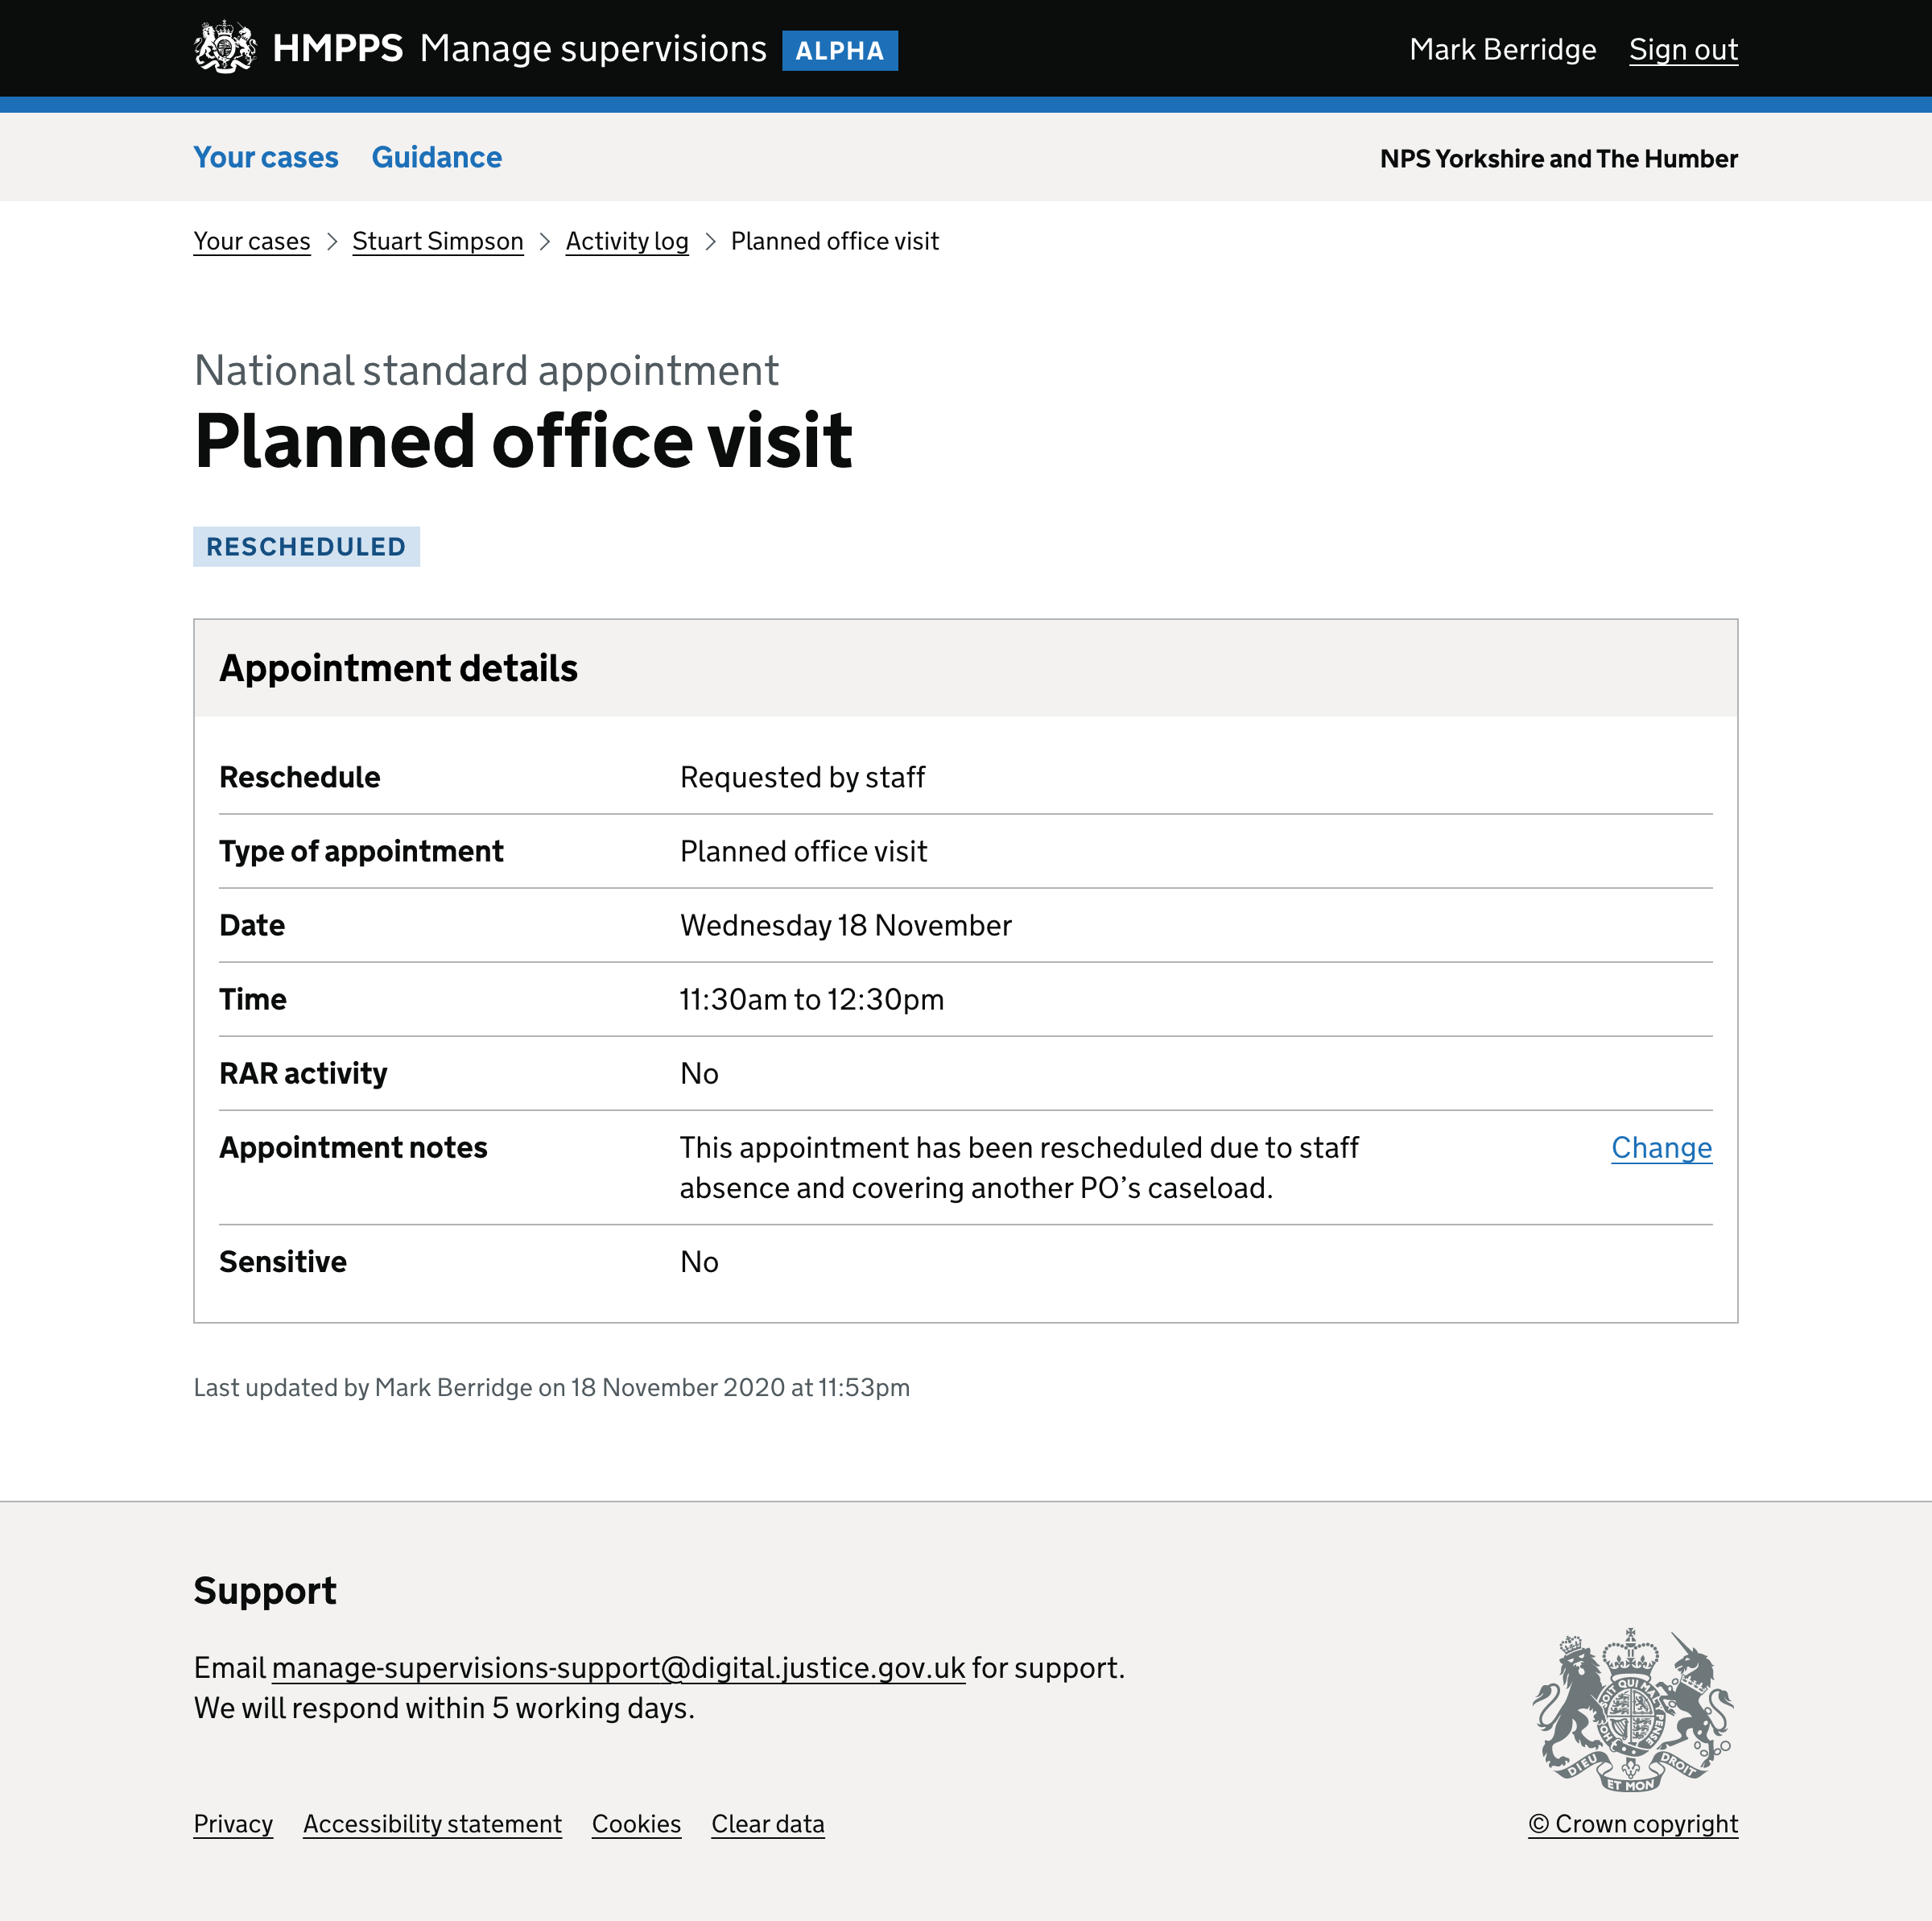 HMPPS Manage supervisions ALPHA Mark Berridge Sign out
Your cases Guidance NPS Yorkshire and The Humber
Your cases Stuart Simpson Activity log Planned office visit
National standard appointment
Planned office visit
RESCHEDULED
Appointment details
Reschedule Requested by staff
Type of appointment Planned office visit
Date Wednesday 18 November
Time 11:30am to 12:30pm
RAR activity No
Appointment notes This appointment has been rescheduled due to staff Change
absence and covering another PO’s caseload.
Sensitive No
Last updated by Mark Berridge on 18 November 2020 at 11:53pm
Support
Email manage-supervisions-support@digital.justice.gov.uk for support.
We will respond within 5 working days.
SOIT QUI MAL
PENSE
HON
DIEU ET MON DROIT
Privacy Accessibility statement Cookies Clear data © Crown copyright